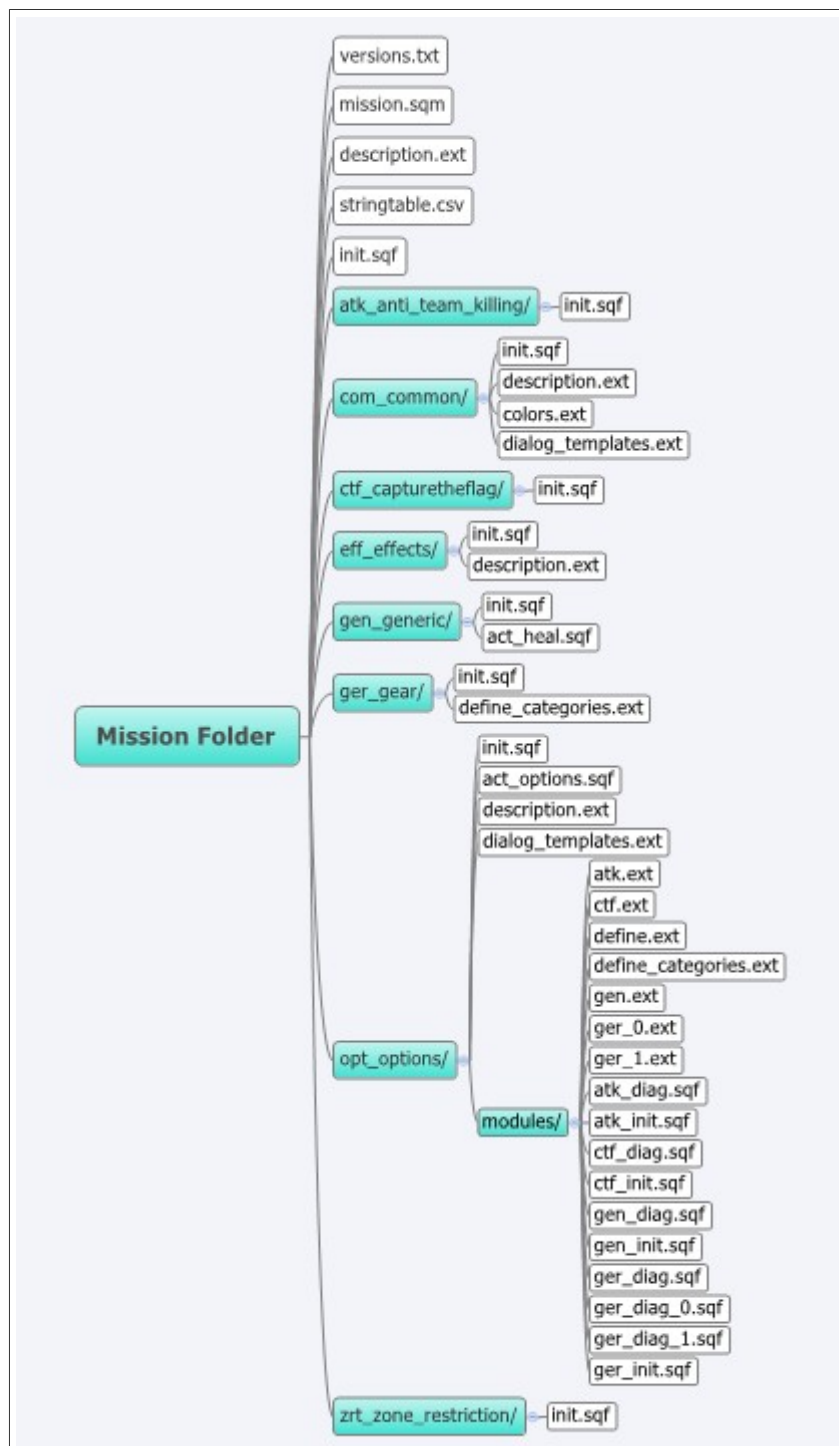 versions.txt
mission.sqm
description.ext
stringtable.csv
init.sqf
atk_anti_team_killing/
init.sqf
com_common/
init.sqf
description.ext
colors.ext
dialog_templates.ext
ctf_capturetheflag/
init.sqf
eff_effects/
init.sqf
description.ext
gen_generic/
init.sqf
act_heal.sqf
ger_gear/
init.sqf
define_categories.ext
Mission Folder
opt_options/
init.sqf
act_options.sqf
description.ext
dialog_templates.ext
modules/
atk.ext
ctf.ext
define.ext
define_categories.ext
gen.ext
ger_0.ext
ger_1.ext
atk_diag.sqf
atk_init.sqf
ctf_diag.sqf
ctf_init.sqf
gen_diag.sqf
gen_init.sqf
ger_diag.sqf
ger_diag_0.sqf
ger_diag_1.sqf
ger_init.sqf
zrt_zone_restriction/
init.sqf